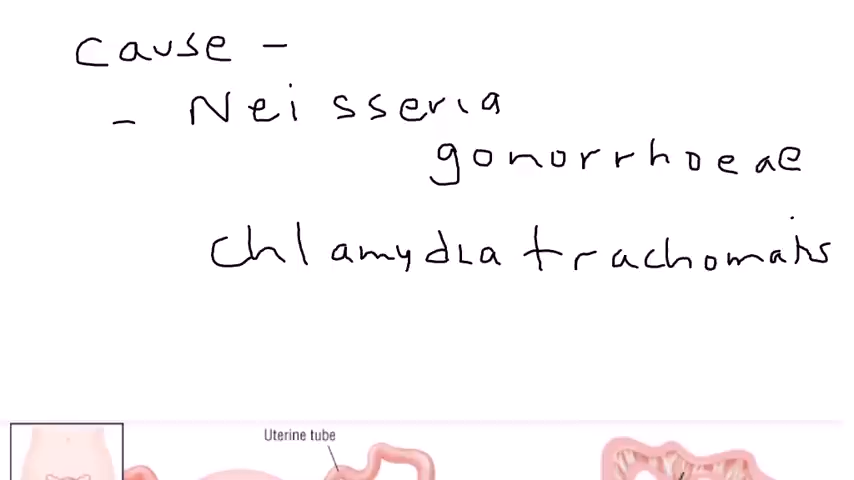 cause -
- Neisseria
gonorrhoeae
chlamydia trachomatis
Uterine tube